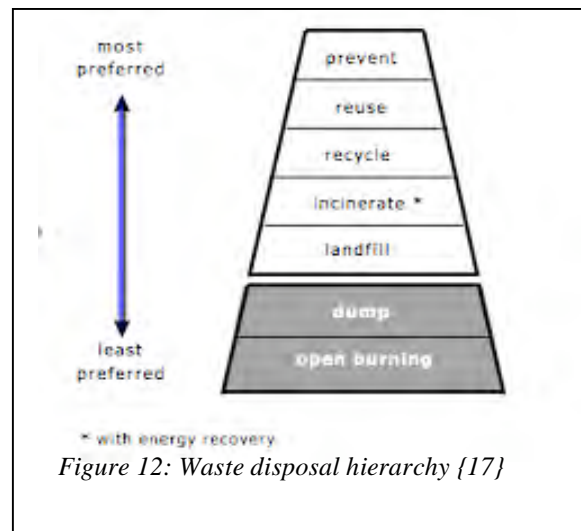 most
preferred
prevent
reuse
recycle
incinerate *
landfill
dump
open burning
least
preferred
* with energy recovery
Figure 12: Waste disposal hierarchy {17}